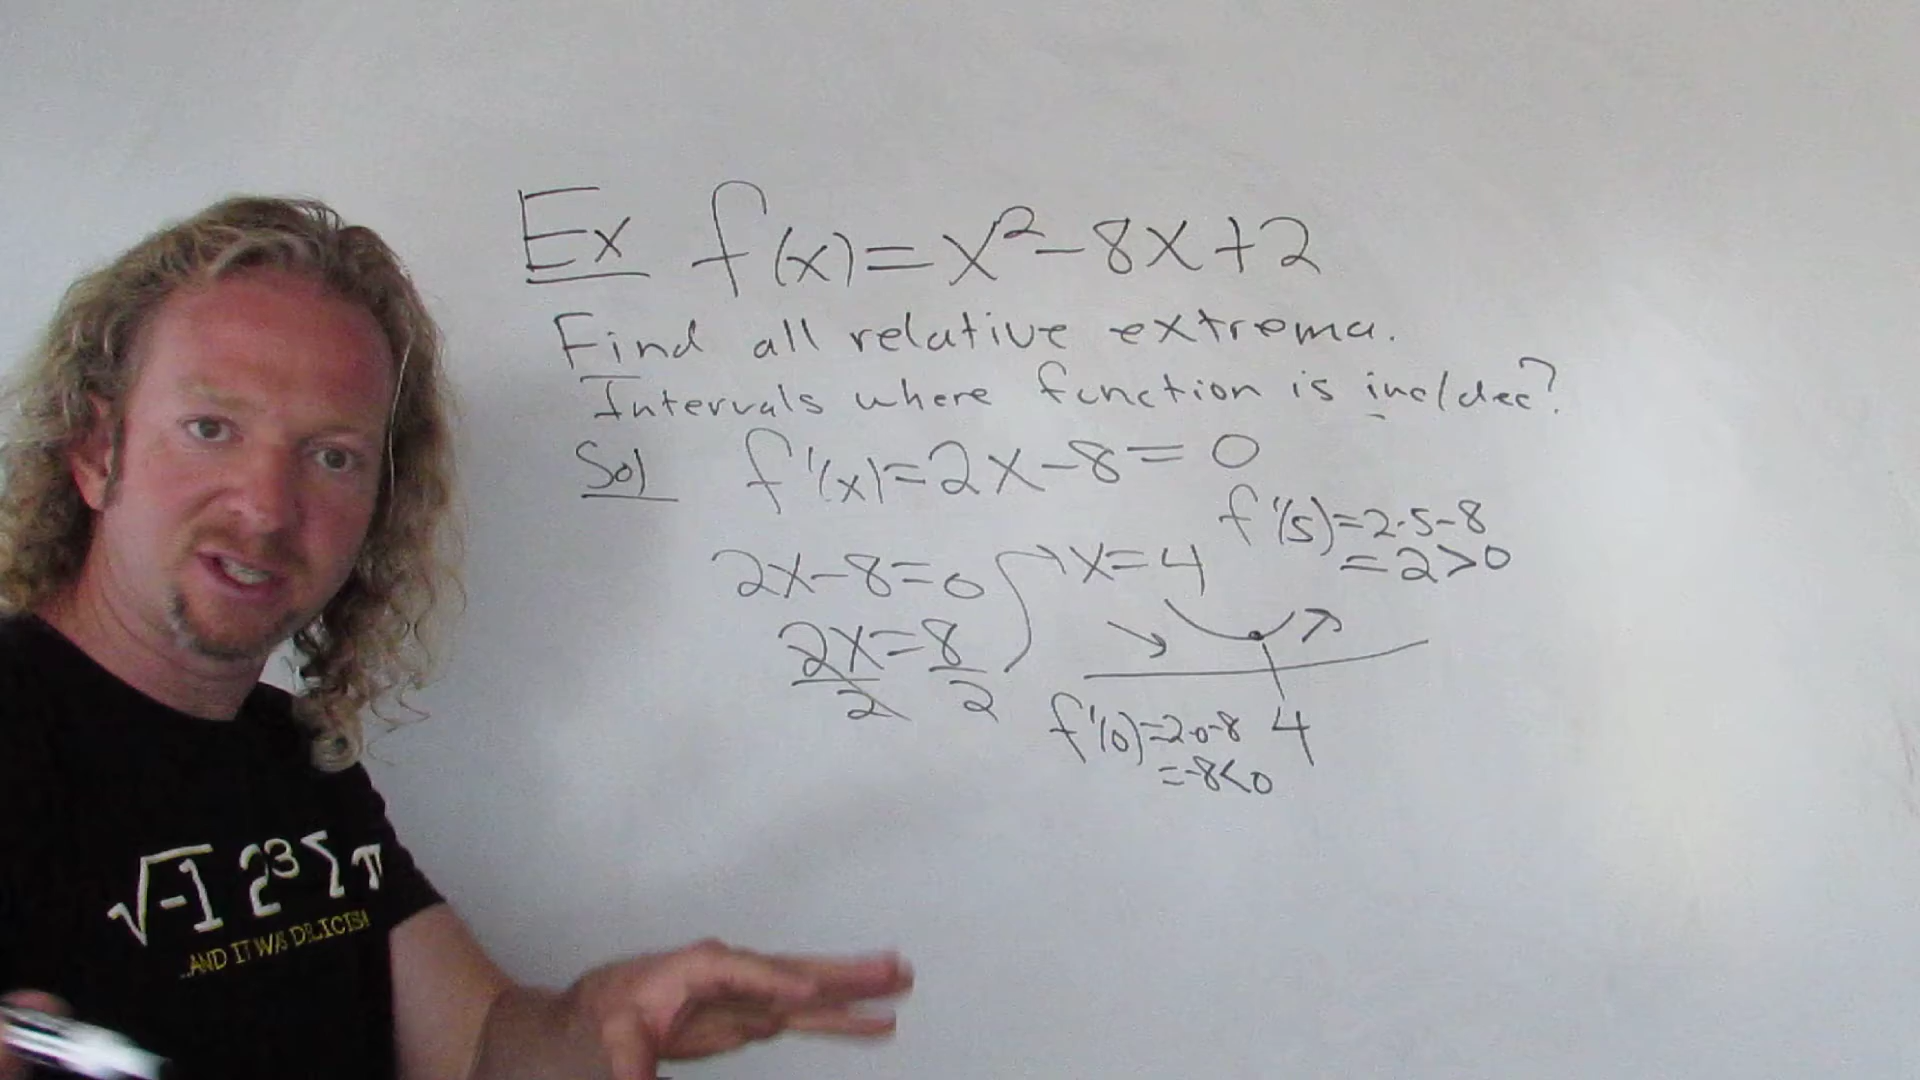 Ex f(x)=x²-8x+2
Find all relative extrema.
Intervals where function is inc/dec?
Sol f'(x)=2x-8=0
f'(5)=2·5-8
=2>0
2x-8=0 x=4
2x=8
2 2
f'(0)=2·0-8 4
=-8<0
√-1 2³ Σ π
...AND IT WAS DELICIOUS!